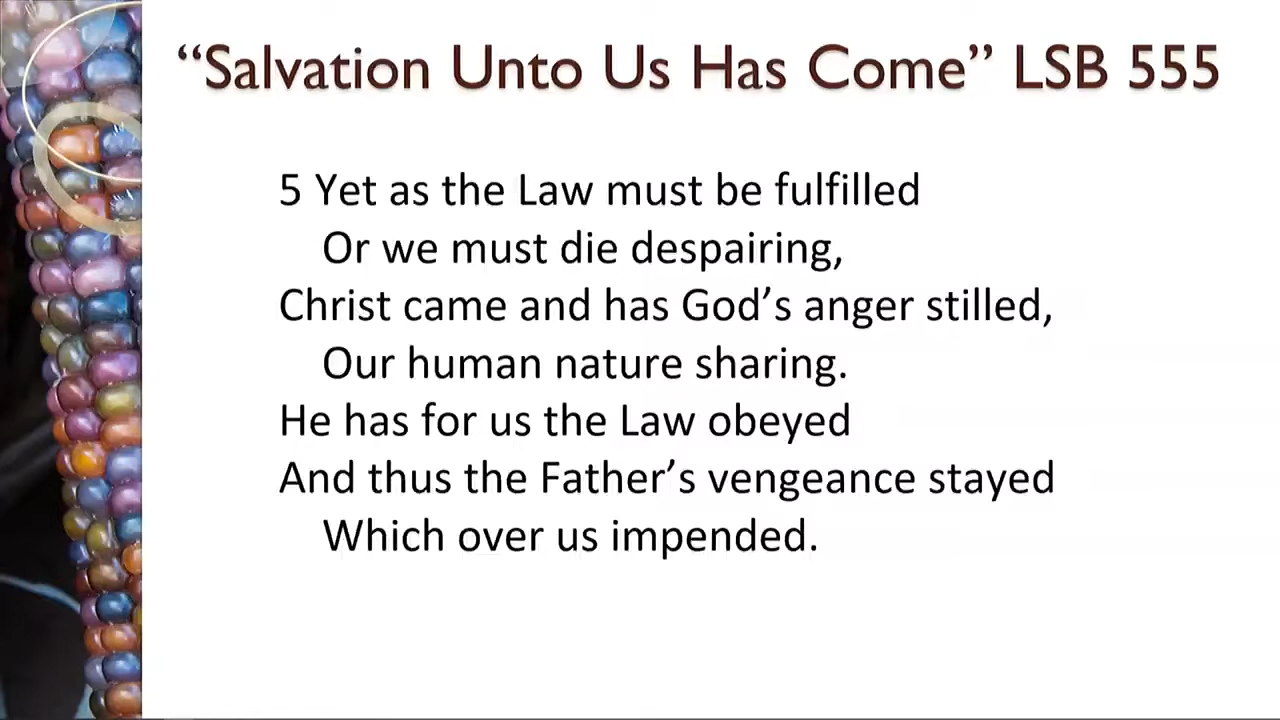 “Salvation Unto Us Has Come” LSB 555
5 Yet as the Law must be fulfilled
Or we must die despairing,
Christ came and has God’s anger stilled,
Our human nature sharing.
He has for us the Law obeyed
And thus the Father’s vengeance stayed
Which over us impended.